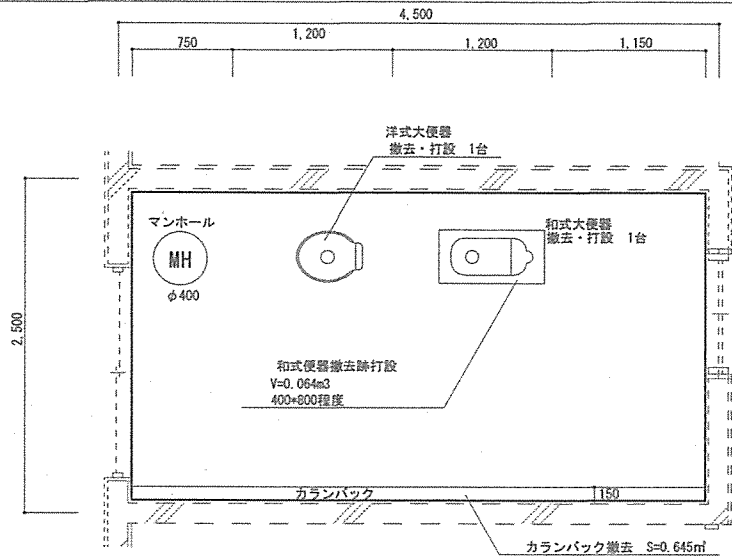 4,500
750
1,200
1,200
1,150
洋式大便器
撤去・打設 1台
マンホール
MH
φ400
和式大便器
撤去・打設 1台
2,500
和式便器撤去跡打設
V=0.064m3
400*800程度
カランバック
150
カランバック撤去 S=0.645㎡